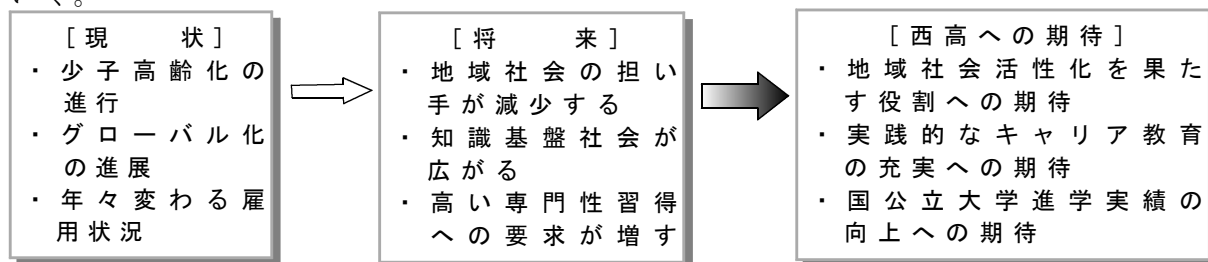 いく。
[現　　状]
・少子高齢化の
進行
・グローバル化
の進展
・年々変わる雇
用状況
[将　　来]
・地域社会の担い
手が減少する
・知識基盤社会が
広がる
・高い専門性習得
への要求が増す
[西高への期待]
・地域社会活性化を果た
す役割への期待
・実践的なキャリア教育
の充実への期待
・国公立大学進学実績の
向上への期待